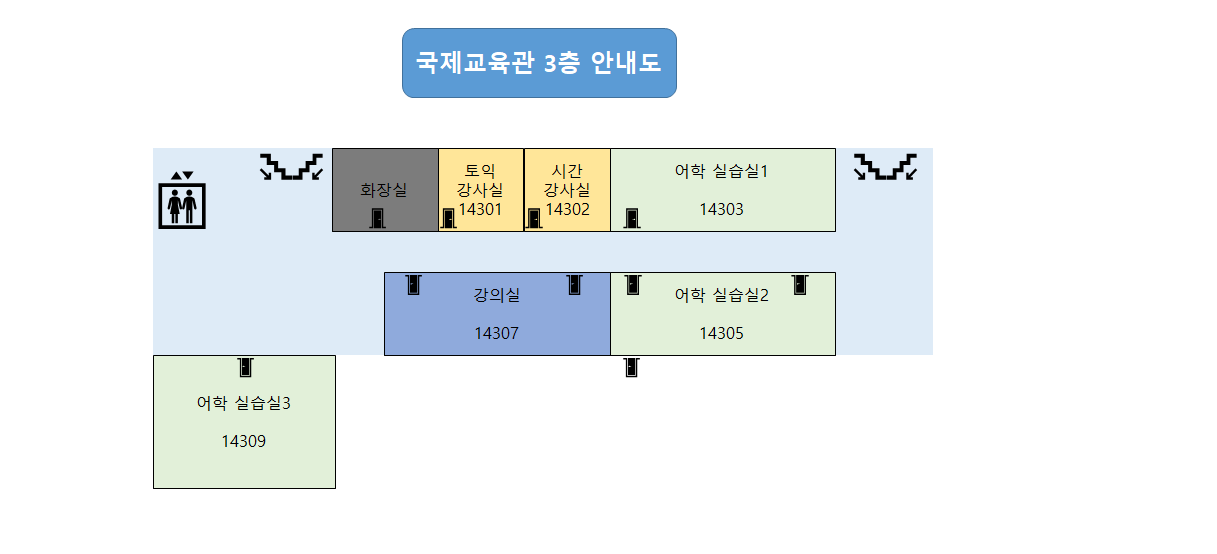 국제교육관 3층 안내도
화장실
토익
강사실
14301
시간
강사실
14302
어학 실습실1
14303
강의실
14307
어학 실습실2
14305
어학 실습실3
14309